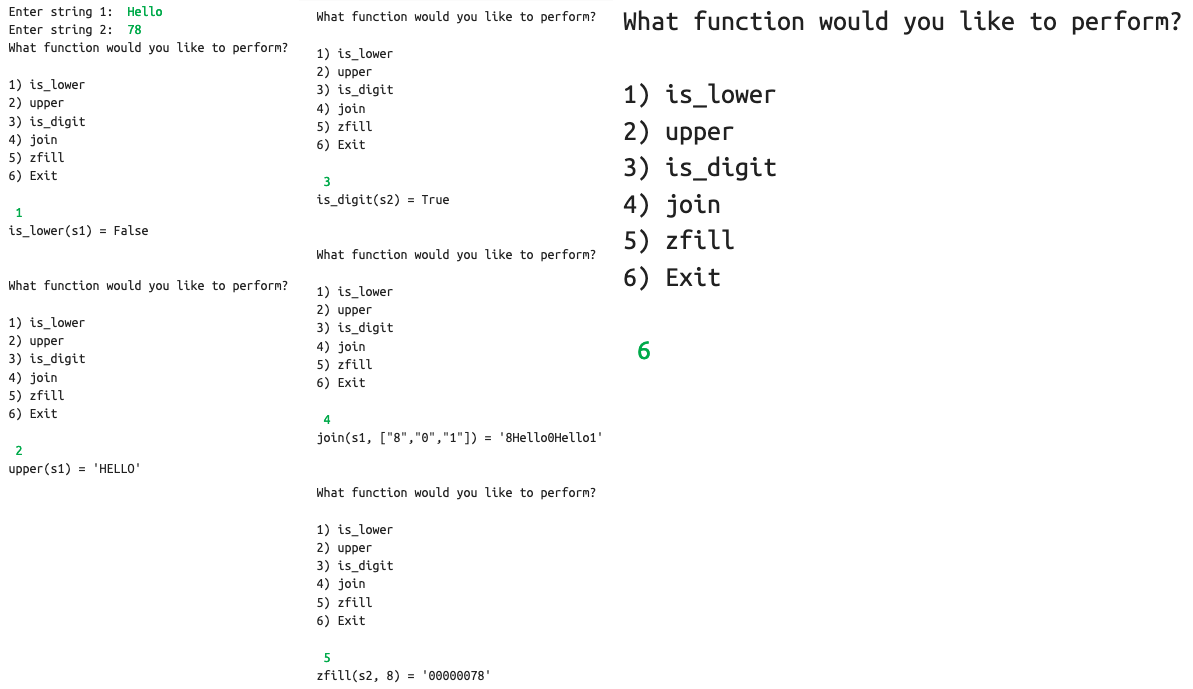 Enter string 1: Hello
Enter string 2: 78
What function would you like to perform?
1) is_lower
2) upper
3) is_digit
4) join
5) zfill
6) Exit
1
is_lower(s1) = False
What function would you like to perform?
1) is_lower
2) upper
3) is_digit
4) join
5) zfill
6) Exit
2
upper(s1) = 'HELLO'
What function would you like to perform?
1) is_lower
2) upper
3) is_digit
4) join
5) zfill
6) Exit
3
is_digit(s2) = True
What function would you like to perform?
1) is_lower
2) upper
3) is_digit
4) join
5) zfill
6) Exit
4
join(s1, ["8","0","1"]) = '8Hello0Hello1'
What function would you like to perform?
1) is_lower
2) upper
3) is_digit
4) join
5) zfill
6) Exit
5
zfill(s2, 8) = '00000078'
What function would you like to perform?
1) is_lower
2) upper
3) is_digit
4) join
5) zfill
6) Exit
6